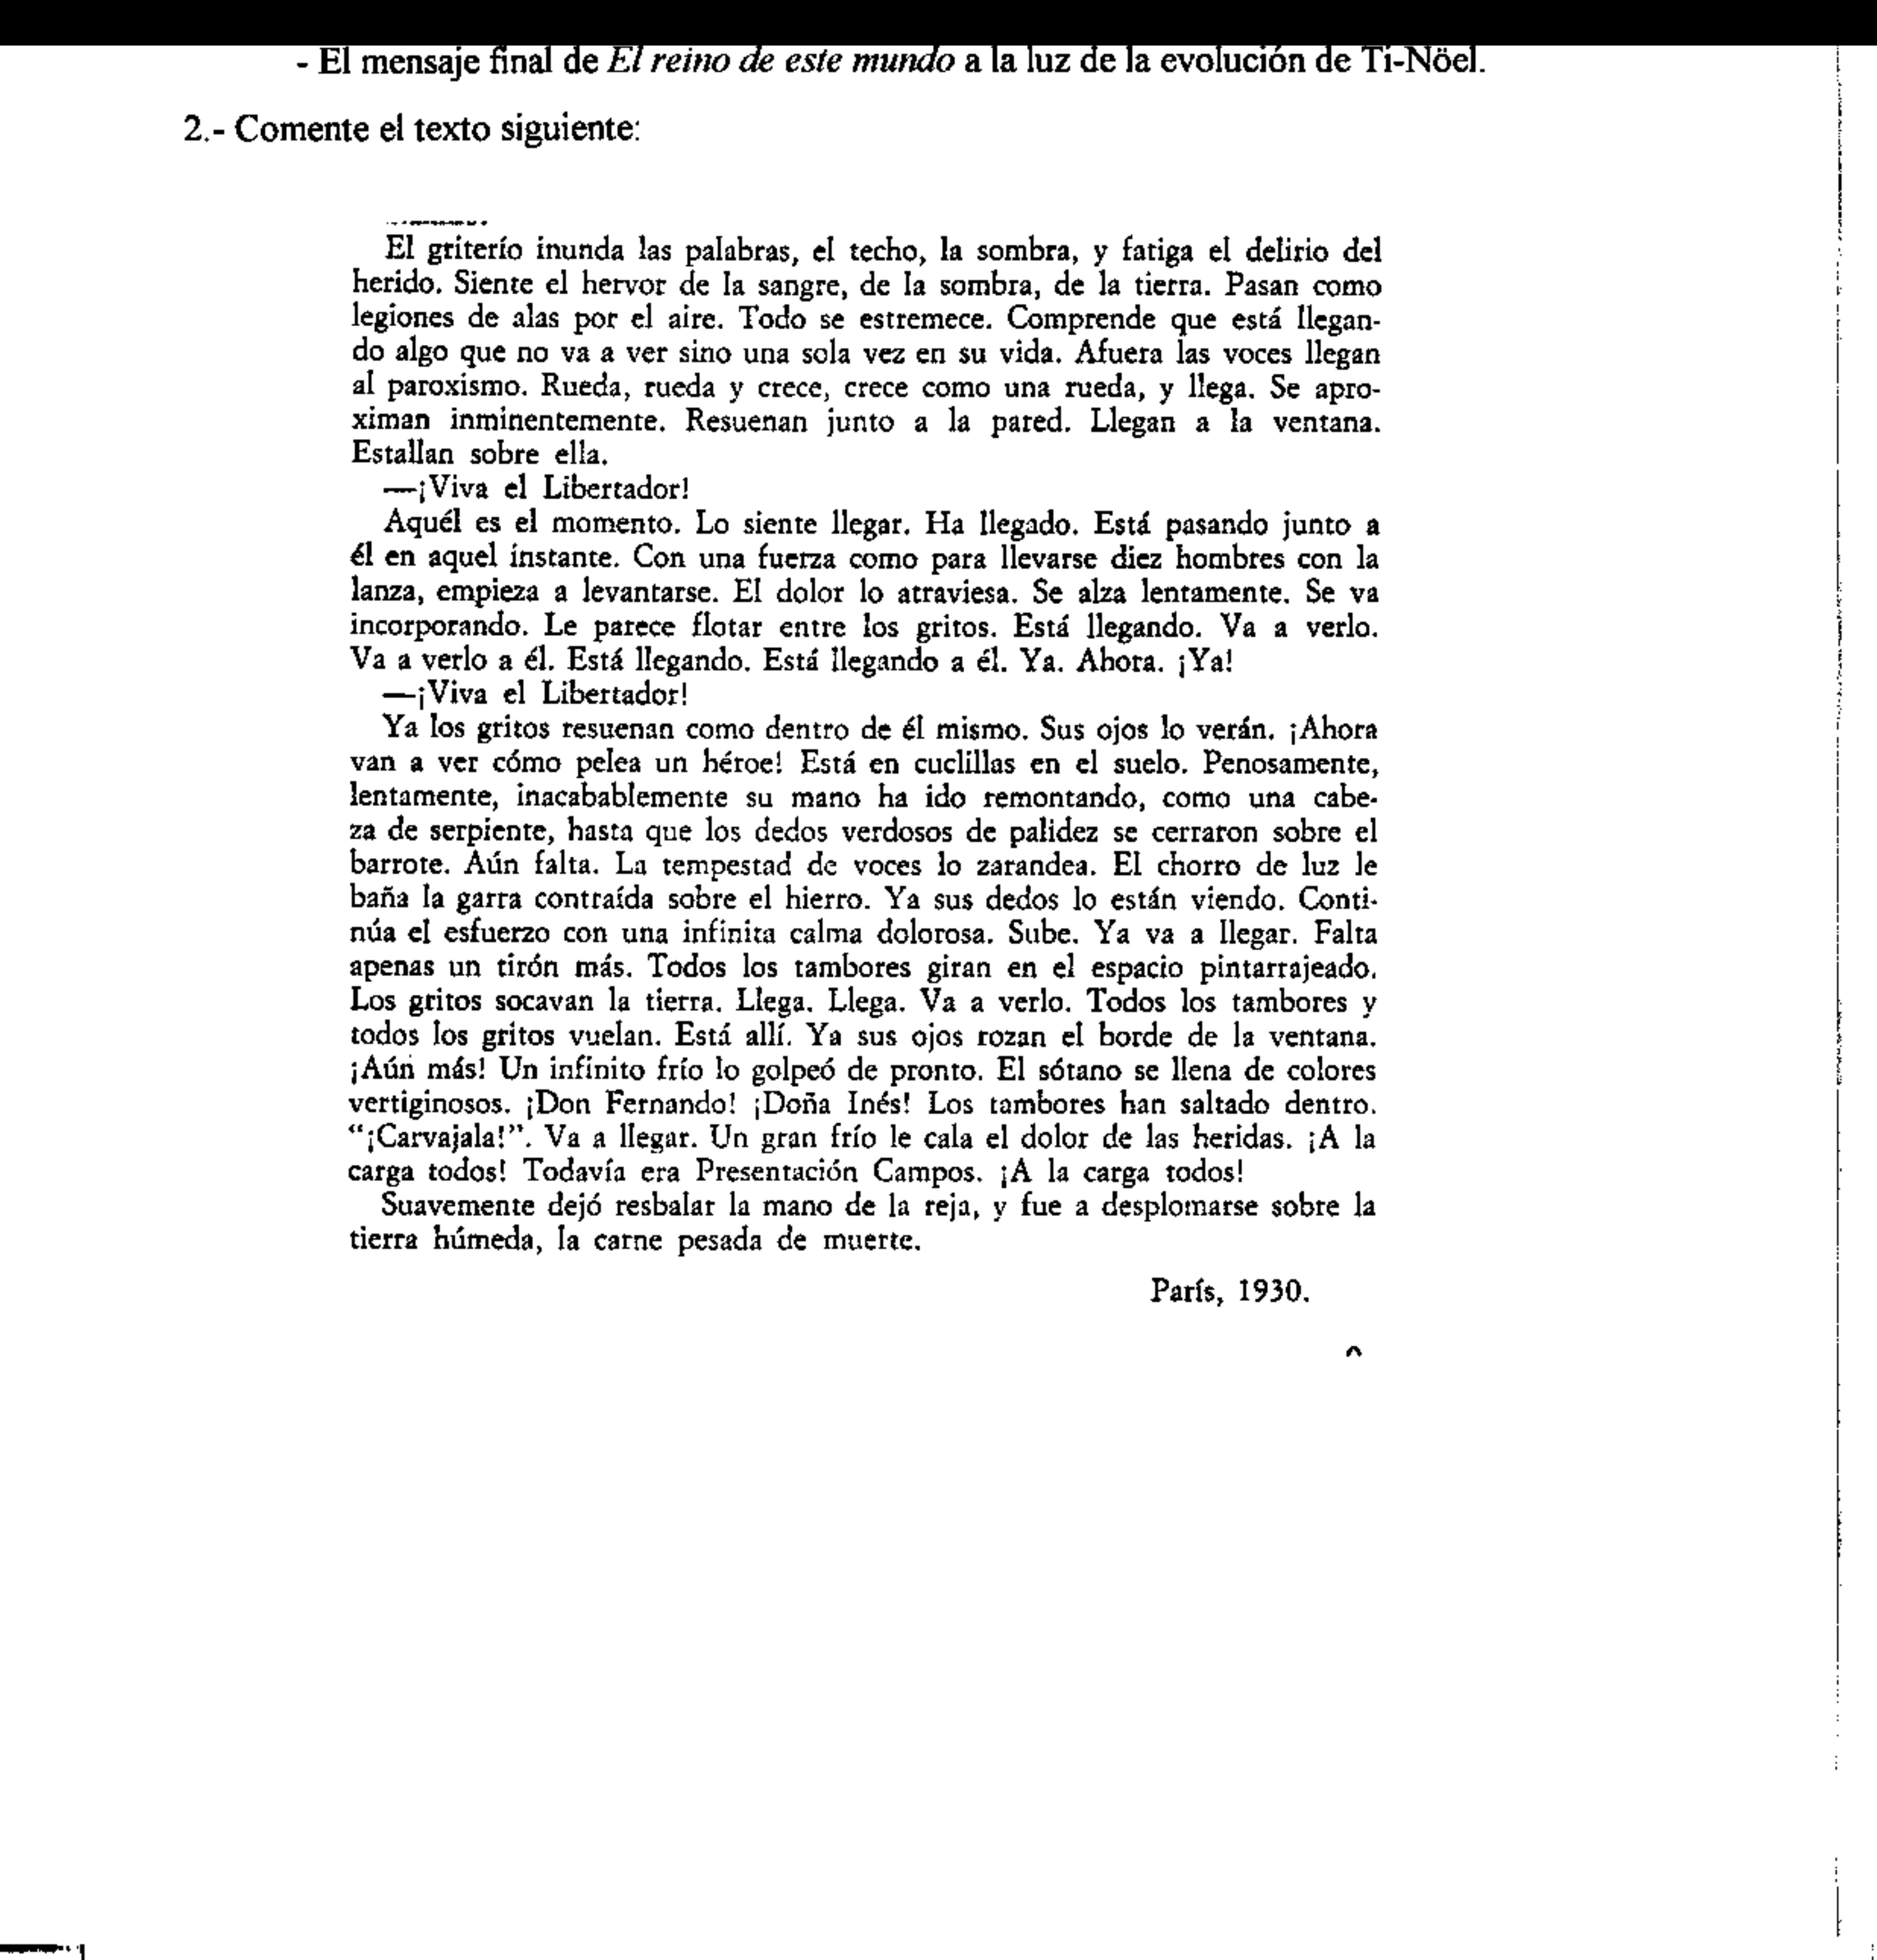 - El mensaje final de El reino de este mundo a la luz de la evolución de Ti-Nöel.
2.- Comente el texto siguiente:
El griterío inunda las palabras, el techo, la sombra, y fatiga el delirio del
herido. Siente el hervor de la sangre, de la sombra, de la tierra. Pasan como
legiones de alas por el aire. Todo se estremece. Comprende que está llegan-
do algo que no va a ver sino una sola vez en su vida. Afuera las voces llegan
al paroxismo. Rueda, rueda y crece, crece como una rueda, y llega. Se apro-
ximan inminentemente. Resuenan junto a la pared. Llegan a la ventana.
Estallan sobre ella.
—¡Viva el Libertador!
Aquél es el momento. Lo siente llegar. Ha llegado. Está pasando junto a
él en aquel instante. Con una fuerza como para llevarse diez hombres con la
lanza, empieza a levantarse. El dolor lo atraviesa. Se alza lentamente. Se va
incorporando. Le parece flotar entre los gritos. Está llegando. Va a verlo.
Va a verlo a él. Está llegando. Está llegando a él. Ya. Ahora. ¡Ya!
—¡Viva el Libertador!
Ya los gritos resuenan como dentro de él mismo. Sus ojos lo verán. ¡Ahora
van a ver cómo pelea un héroe! Está en cuclillas en el suelo. Penosamente,
lentamente, inacabablemente su mano ha ido remontando, como una cabe-
za de serpiente, hasta que los dedos verdosos de palidez se cerraron sobre el
barrote. Aún falta. La tempestad de voces lo zarandea. El chorro de luz le
baña la garra contraída sobre el hierro. Ya sus dedos lo están viendo. Conti-
núa el esfuerzo con una infinita calma dolorosa. Sube. Ya va a llegar. Falta
apenas un tirón más. Todos los tambores giran en el espacio pintarrajeado.
Los gritos socavan la tierra. Llega. Llega. Va a verlo. Todos los tambores y
todos los gritos vuelan. Está allí. Ya sus ojos rozan el borde de la ventana.
¡Aún más! Un infinito frío lo golpeó de pronto. El sótano se llena de colores
vertiginosos. ¡Don Fernando! ¡Doña Inés! Los tambores han saltado dentro.
“¡Carvajala!”. Va a llegar. Un gran frío le cala el dolor de las heridas. ¡A la
carga todos! Todavía era Presentación Campos. ¡A la carga todos!
Suavemente dejó resbalar la mano de la reja, y fue a desplomarse sobre la
tierra húmeda, la carne pesada de muerte.
París, 1930.